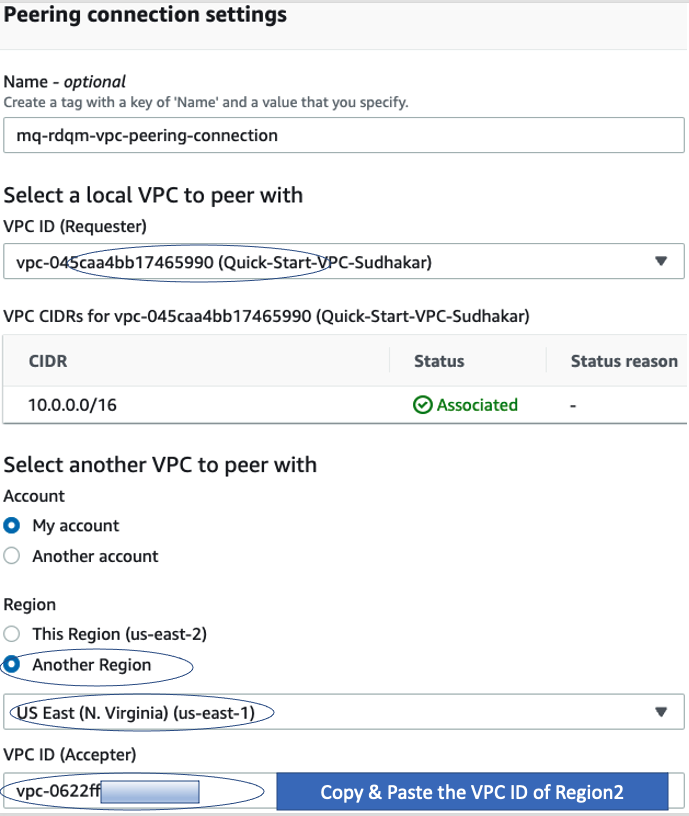 Peering connection settings
Name - optional
Create a tag with a key of 'Name' and a value that you specify.
mq-rdqm-vpc-peering-connection
Select a local VPC to peer with
VPC ID (Requester)
vpc-045caa4bb17465990 (Quick-Start-VPC-Sudhakar)
VPC CIDRs for vpc-045caa4bb17465990 (Quick-Start-VPC-Sudhakar)
CIDR Status Status reason
10.0.0.0/16 Associated -
Select another VPC to peer with
Account
My account
Another account
Region
This Region (us-east-2)
Another Region
US East (N. Virginia) (us-east-1)
VPC ID (Accepter)
vpc-0622ff Copy & Paste the VPC ID of Region2